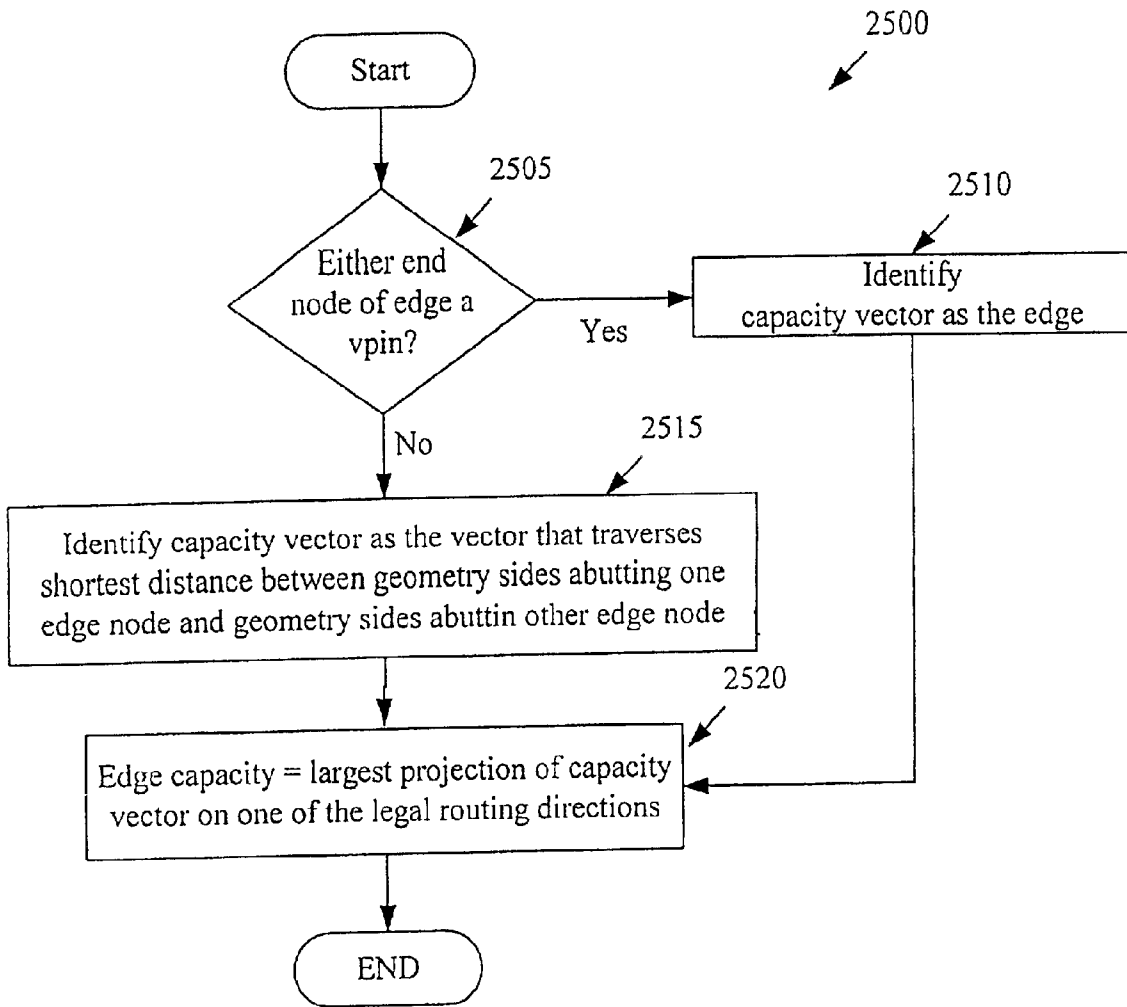 2500
Start
2505
Either end
node of edge a
vpin?
2510
Identify
capacity vector as the edge
Yes
No
2515
Identify capacity vector as the vector that traverses
shortest distance between geometry sides abutting one
edge node and geometry sides abuttin other edge node
2520
Edge capacity = largest projection of capacity
vector on one of the legal routing directions
END